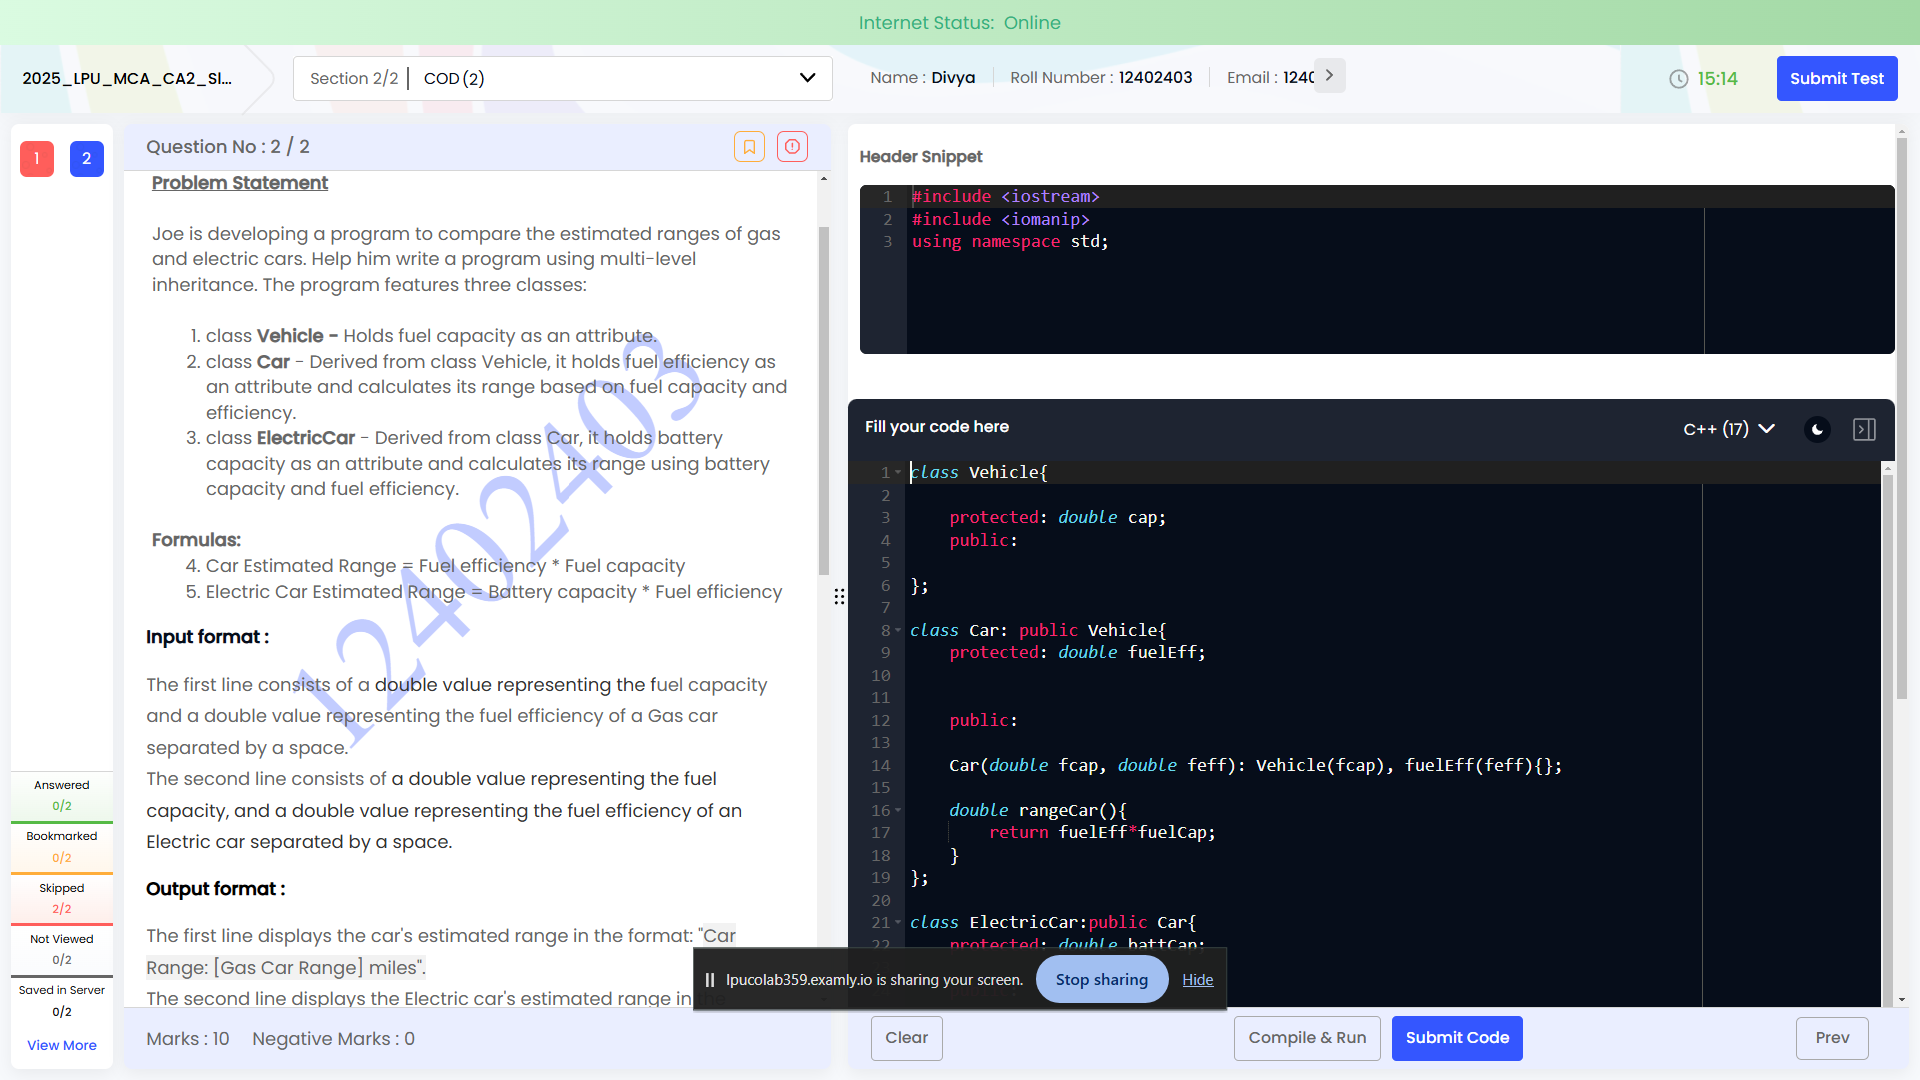 Internet Status: Online
2025_LPU_MCA_CA2_Sl...
Section 2/2
COD (2)
Name : Divya
Roll Number : 12402403
Email : 1240
15:14
Submit Test
1
2
Question No : 2 / 2
Problem Statement
Joe is developing a program to compare the estimated ranges of gas
and electric cars. Help him write a program using multi-level
inheritance. The program features three classes:
1. class Vehicle - Holds fuel capacity as an attribute.
2. class Car - Derived from class Vehicle, it holds fuel efficiency as
an attribute and calculates its range based on fuel capacity and
efficiency.
3. class ElectricCar - Derived from class Car, it holds battery
capacity as an attribute and calculates its range using battery
capacity and fuel efficiency.
Formulas:
4. Car Estimated Range = Fuel efficiency * Fuel capacity
5. Electric Car Estimated Range = Battery capacity * Fuel efficiency
12402403
Input format :
The first line consists of a double value representing the fuel capacity
and a double value representing the fuel efficiency of a Gas car
separated by a space.
The second line consists of a double value representing the fuel
capacity, and a double value representing the fuel efficiency of an
Electric car separated by a space.
Output format :
The first line displays the car's estimated range in the format: "Car
Range: [Gas Car Range] miles".
The second line displays the Electric car's estimated range in the
Answered
0/2
Bookmarked
0/2
Skipped
2/2
Not Viewed
0/2
Saved in Server
0/2
View More
Marks : 10
Negative Marks : 0
Header Snippet
1 #include <iostream>
2 #include <iomanip>
3 using namespace std;
Fill your code here
C++ (17)
1 class Vehicle{
2
3 protected: double cap;
4 public:
5
6 };
7
8 class Car: public Vehicle{
9 protected: double fuelEff;
10
11
12 public:
13
14 Car(double fcap, double feff): Vehicle(fcap), fuelEff(feff){};
15
16 double rangeCar(){
17 return fuelEff*fuelCap;
18 }
19 };
20
21 class ElectricCar:public Car{
22 protected: double battCap;
lpucolab359.examly.io is sharing your screen.
Stop sharing
Hide
Clear
Compile & Run
Submit Code
Prev